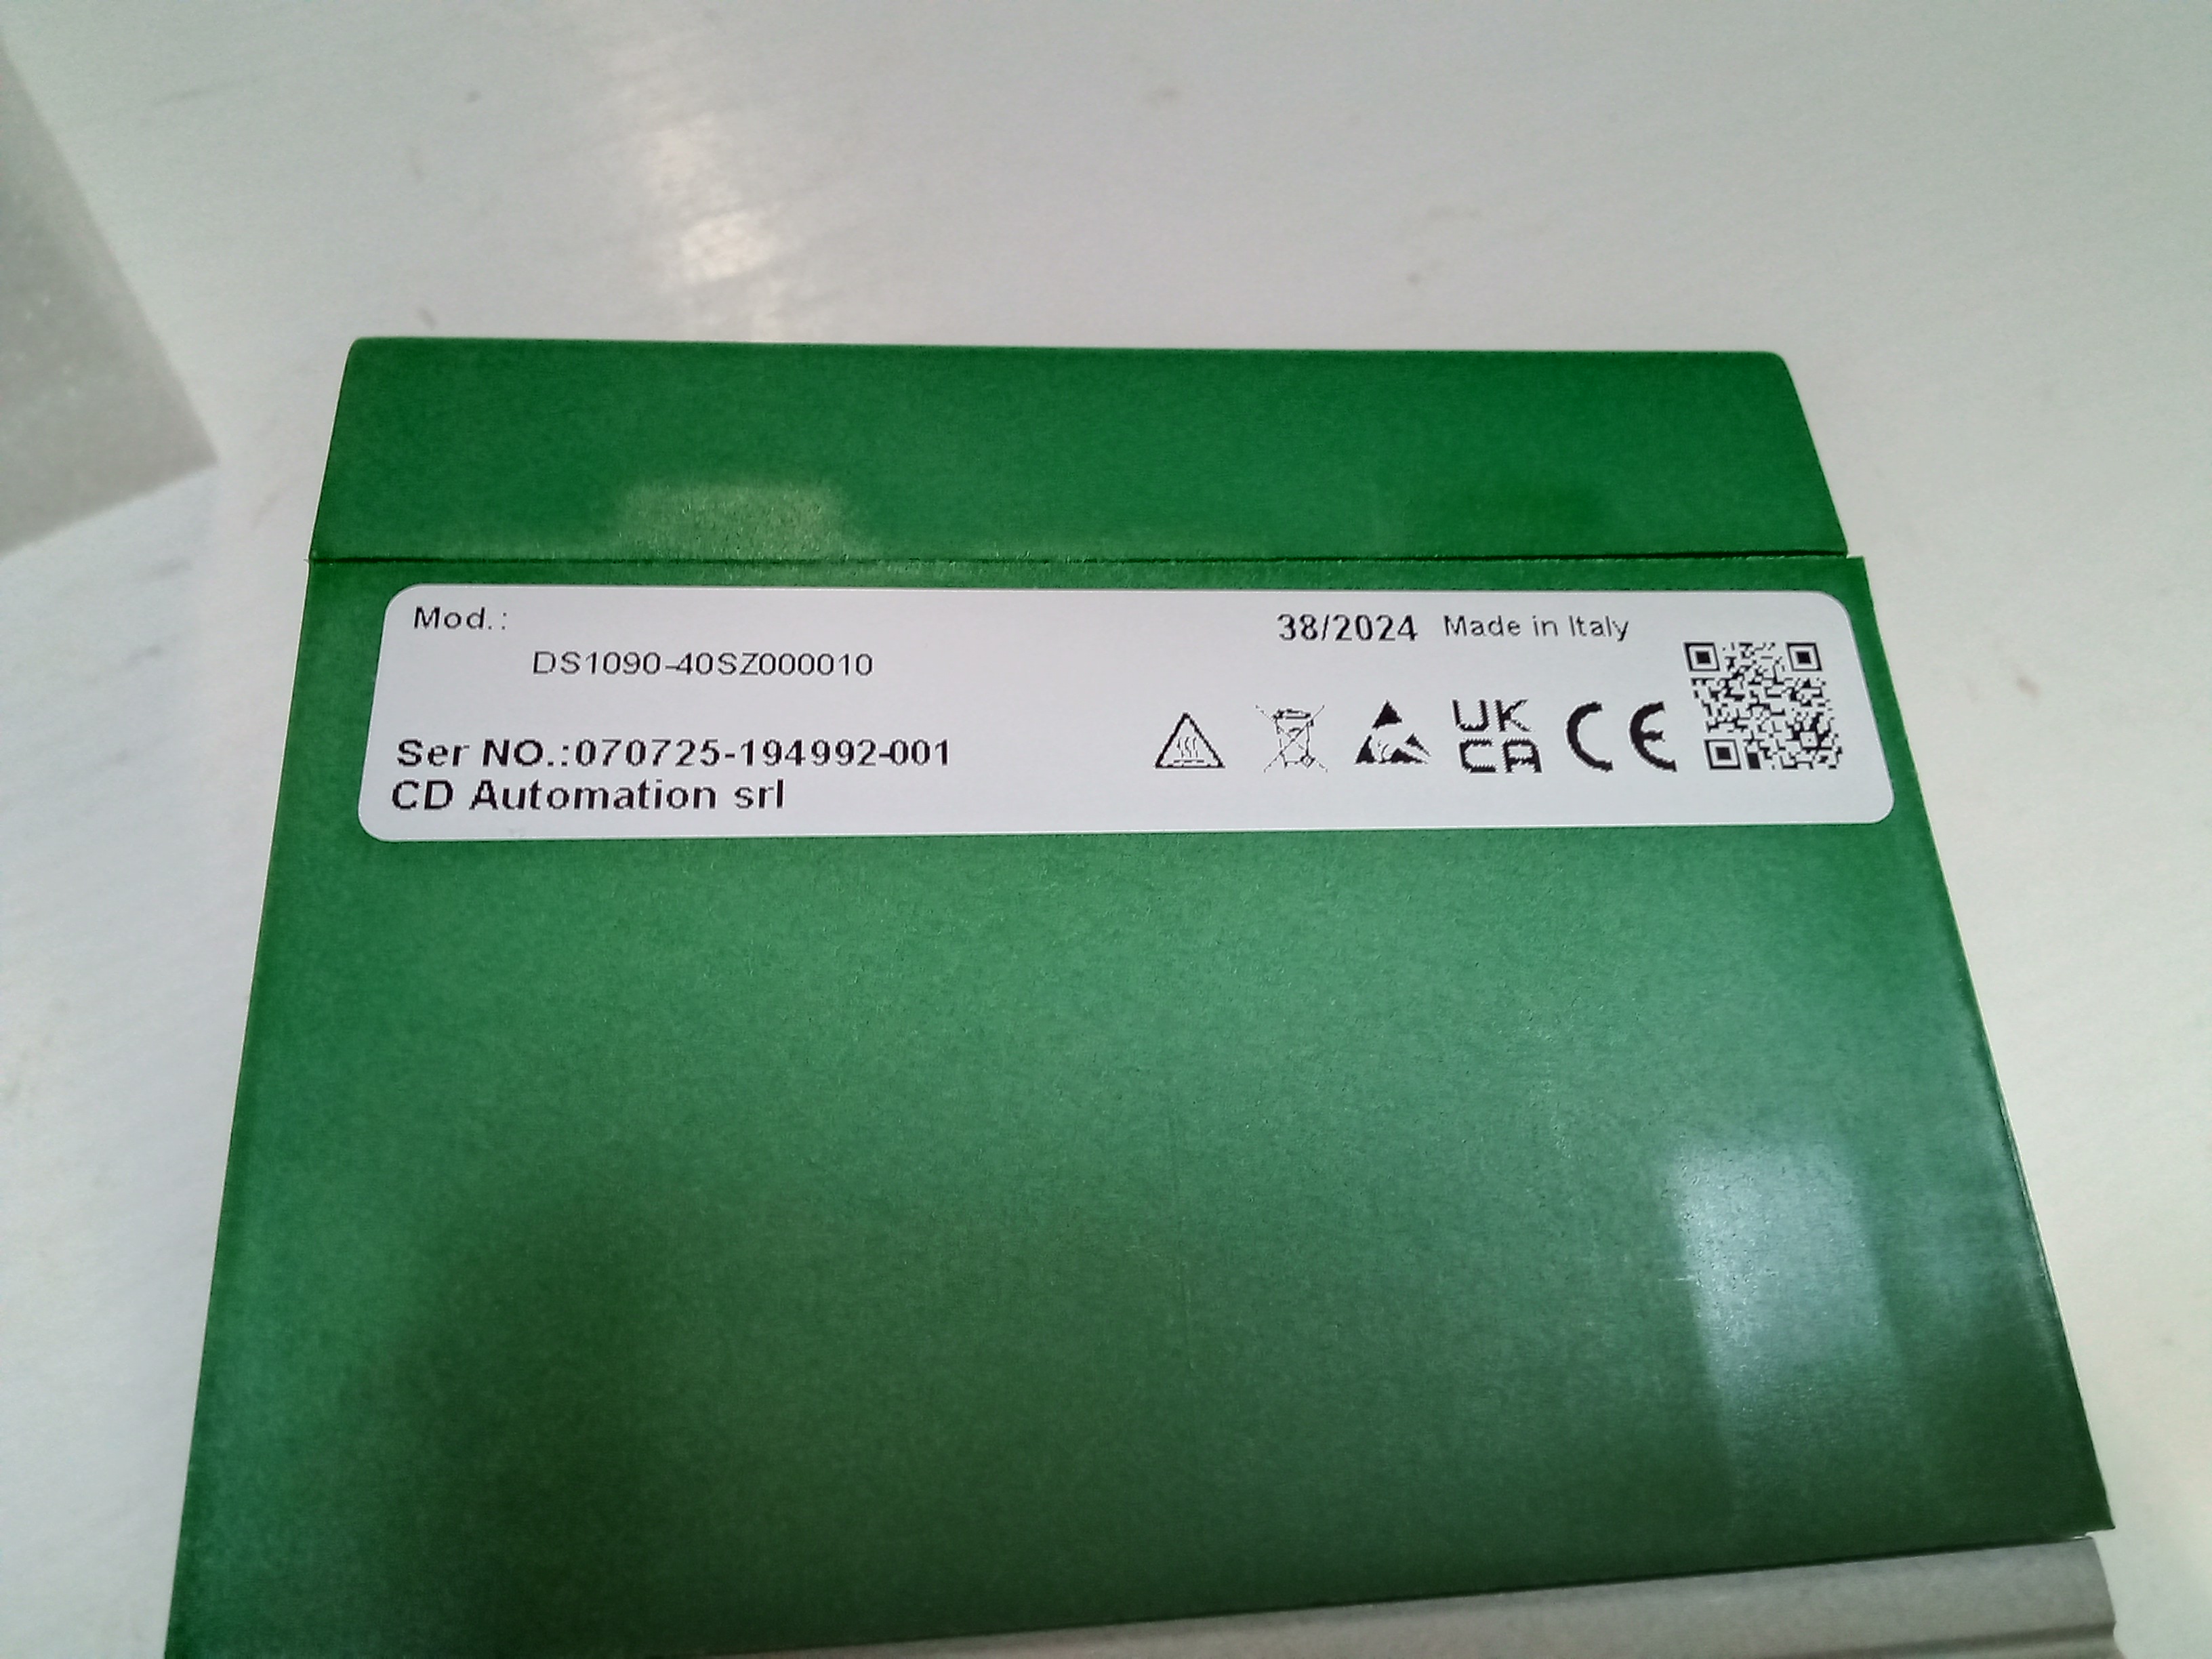 Mod.:
38/2024 Made in Italy
DS1090-40SZ000010
UK
CA
CE
Ser NO.:070725-194992-001
CD Automation srl